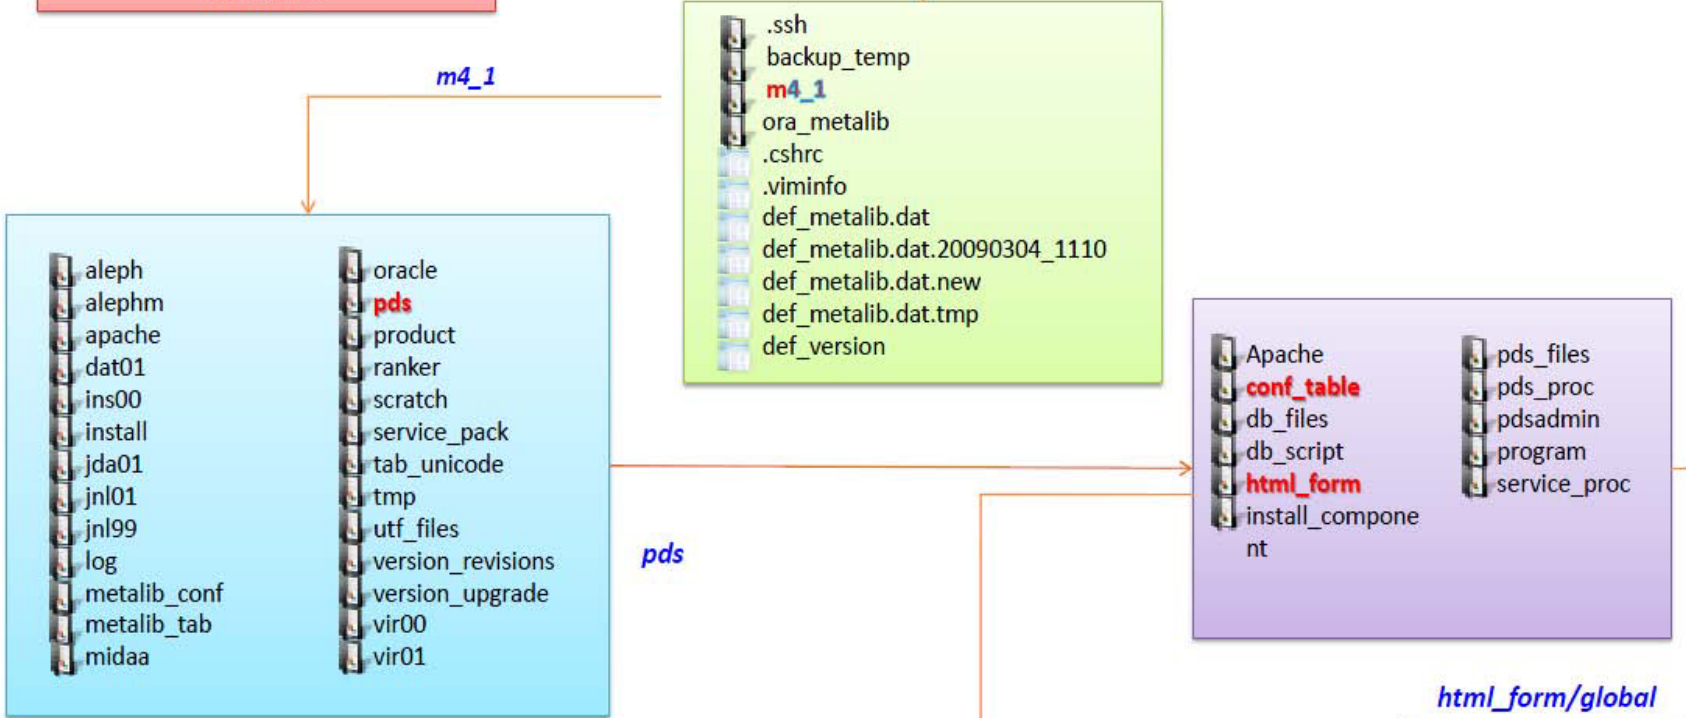 .ssh
backup_temp
m4_1
ora_metalib
.cshrc
.viminfo
def_metalib.dat
def_metalib.dat.20090304_1110
def_metalib.dat.new
def_metalib.dat.tmp
def_version
m4_1
aleph
alephm
apache
dat01
ins00
install
jda01
jnl01
jnl99
log
metalib_conf
metalib_tab
midaa
oracle
pds
product
ranker
scratch
service_pack
tab_unicode
tmp
utf_files
version_revisions
version_upgrade
vir00
vir01
pds
Apache
conf_table
db_files
db_script
html_form
install_compone
nt
pds_files
pds_proc
pdsadmin
program
service_proc
html_form/global